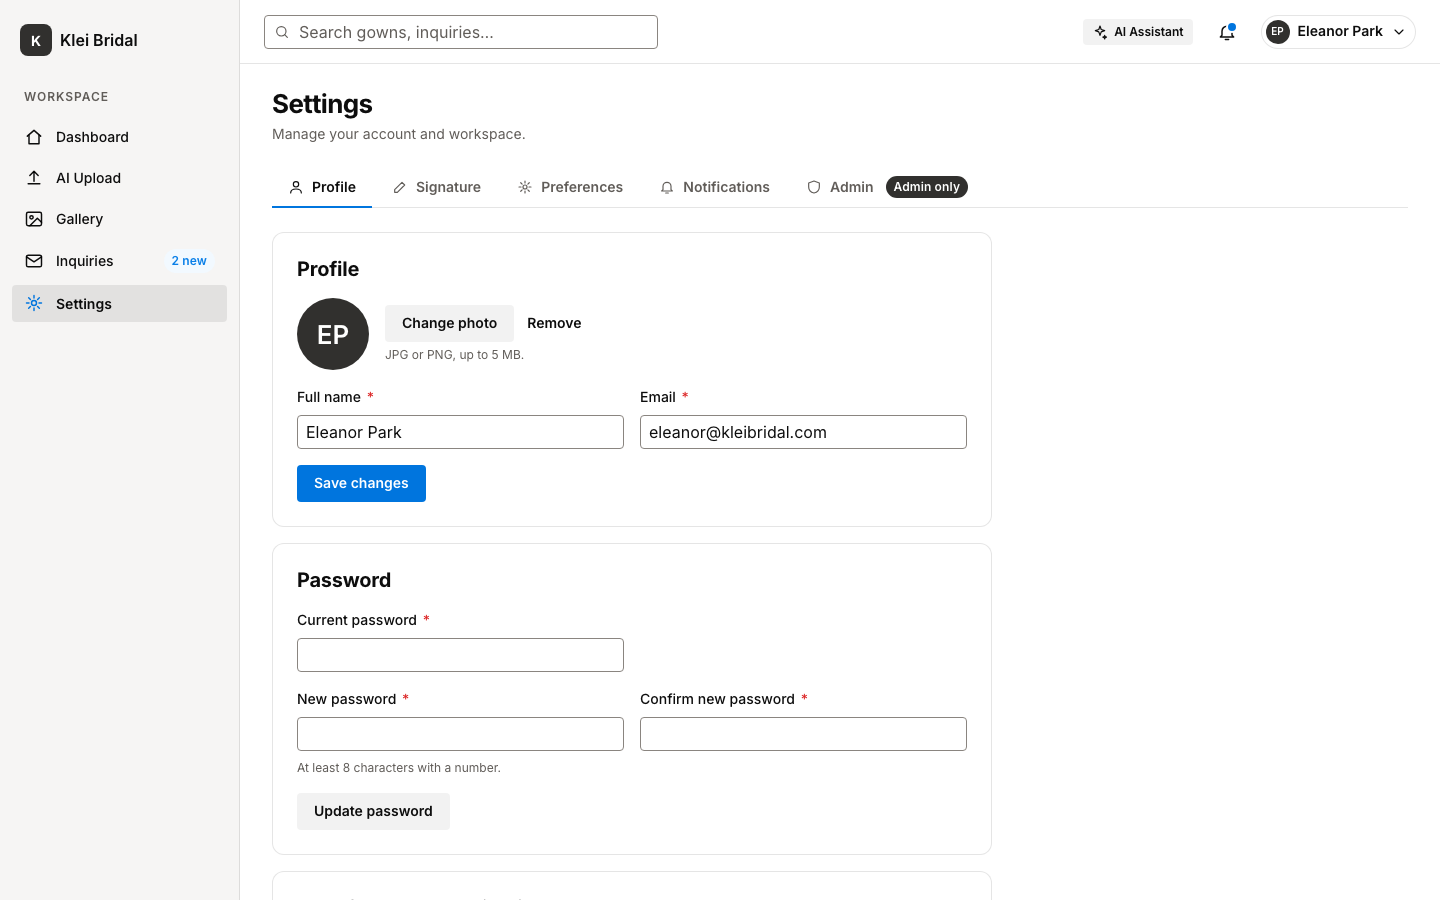 K Klei Bridal
WORKSPACE
Dashboard
AI Upload
Gallery
Inquiries 2 new
Settings
Search gowns, inquiries...
AI Assistant
EP Eleanor Park
Settings
Manage your account and workspace.
Profile Signature Preferences Notifications Admin Admin only
Profile
EP
Change photo Remove
JPG or PNG, up to 5 MB.
Full name * Email *
Eleanor Park eleanor@kleibridal.com
Save changes
Password
Current password *
New password * Confirm new password *
At least 8 characters with a number.
Update password